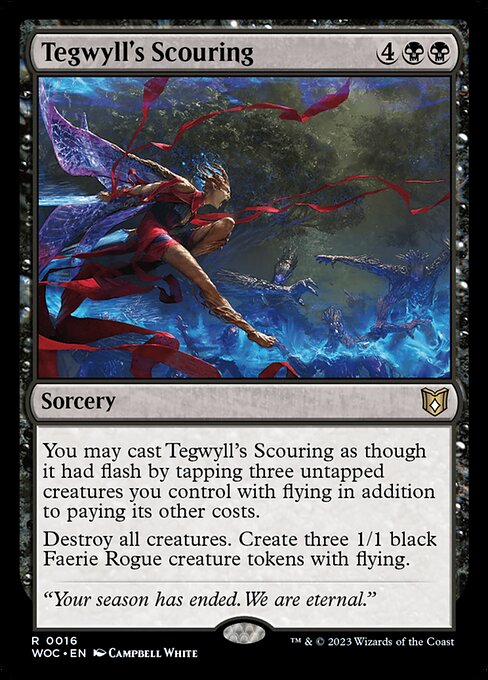 Tegwyll's Scouring 4
Sorcery
You may cast Tegwyll's Scouring as though
it had flash by tapping three untapped
creatures you control with flying in addition
to paying its other costs.
Destroy all creatures. Create three 1/1 black
Faerie Rogue creature tokens with flying.
"Your season has ended. We are eternal."
R 0016
WOC • EN CAMPBELL WHITE
™ & © 2023 Wizards of the Coast